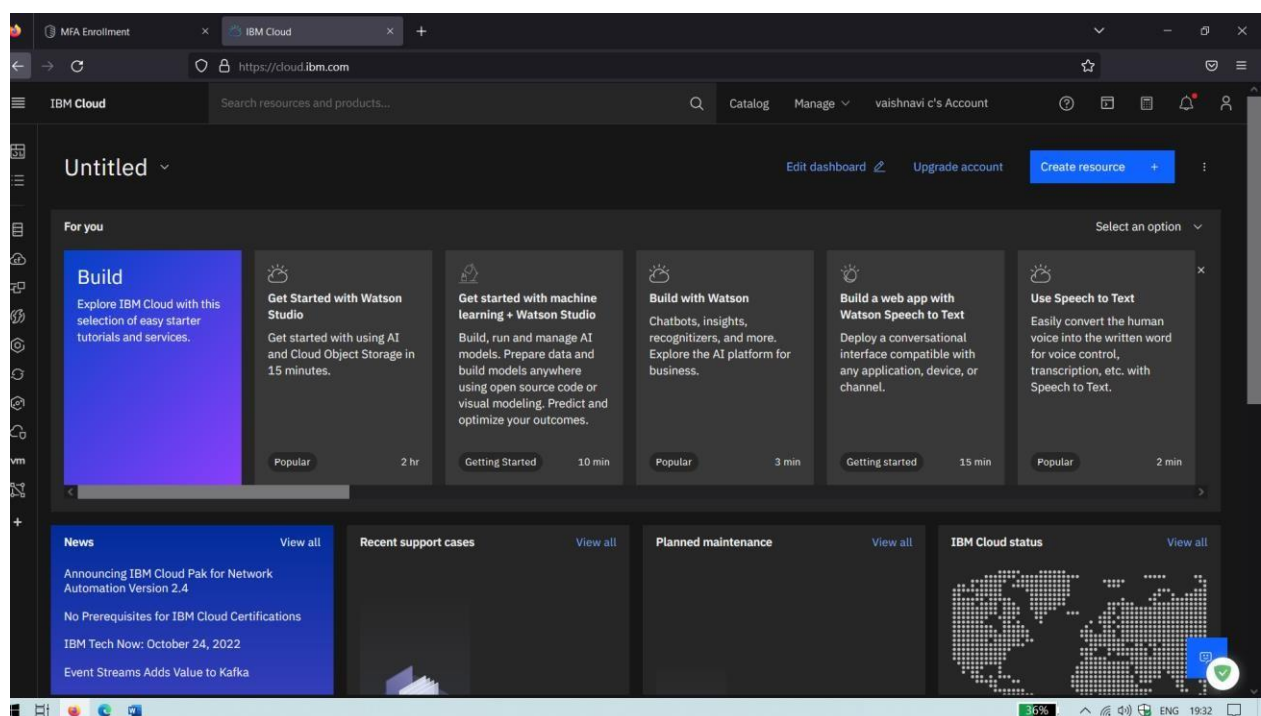 MFA Enrollment
IBM Cloud
https://cloud.ibm.com
IBM Cloud
Search resources and products...
Catalog
Manage
vaishnavi c's Account
Untitled
Edit dashboard
Upgrade account
Create resource +
For you
Select an option
Build
Explore IBM Cloud with this
selection of easy starter
tutorials and services.
Get Started with Watson
Studio
Get started with using AI
and Cloud Object Storage in
15 minutes.
Popular
2 hr
Get started with machine
learning + Watson Studio
Build, run and manage AI
models. Prepare data and
build models anywhere
using open source code or
visual modeling. Predict and
optimize your outcomes.
Getting Started
10 min
Build with Watson
Chatbots, insights,
recognitizers, and more.
Explore the AI platform for
business.
Popular
3 min
Build a web app with
Watson Speech to Text
Deploy a conversational
interface compatible with
any application, device, or
channel.
Getting started
15 min
Use Speech to Text
Easily convert the human
voice into the written word
for voice control,
transcription, etc. with
Speech to Text.
Popular
2 min
vm
News
View all
Announcing IBM Cloud Pak for Network
Automation Version 2.4
No Prerequisites for IBM Cloud Certifications
IBM Tech Now: October 24, 2022
Event Streams Adds Value to Kafka
Recent support cases
View all
Planned maintenance
View all
IBM Cloud status
View all
36%
ENG
19:32